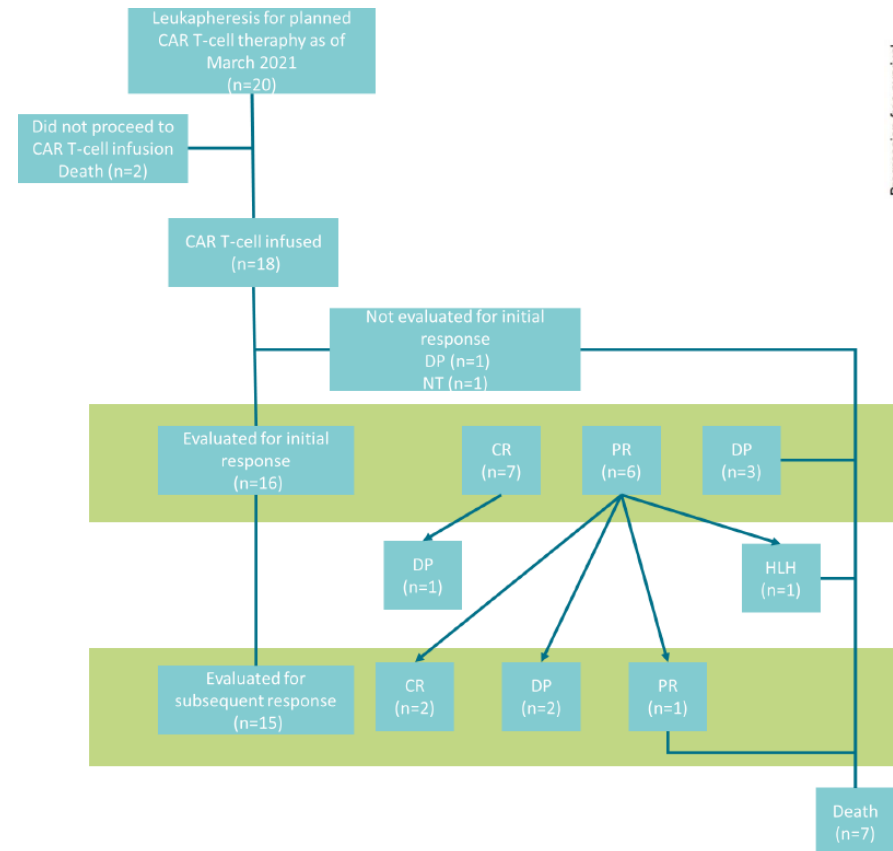 Leukapheresis for planned
CAR T-cell theraphy as of
March 2021
(n=20)
Did not proceed to
CAR T-cell infusion
Death (n=2)
CAR T-cell infused
(n=18)
Not evaluated for initial
response
DP (n=1)
NT (n=1)
Evaluated for initial
response
(n=16)
CR
(n=7)
PR
(n=6)
DP
(n=3)
DP
(n=1)
HLH
(n=1)
Evaluated for
subsequent response
(n=15)
CR
(n=2)
DP
(n=2)
PR
(n=1)
Death
(n=7)